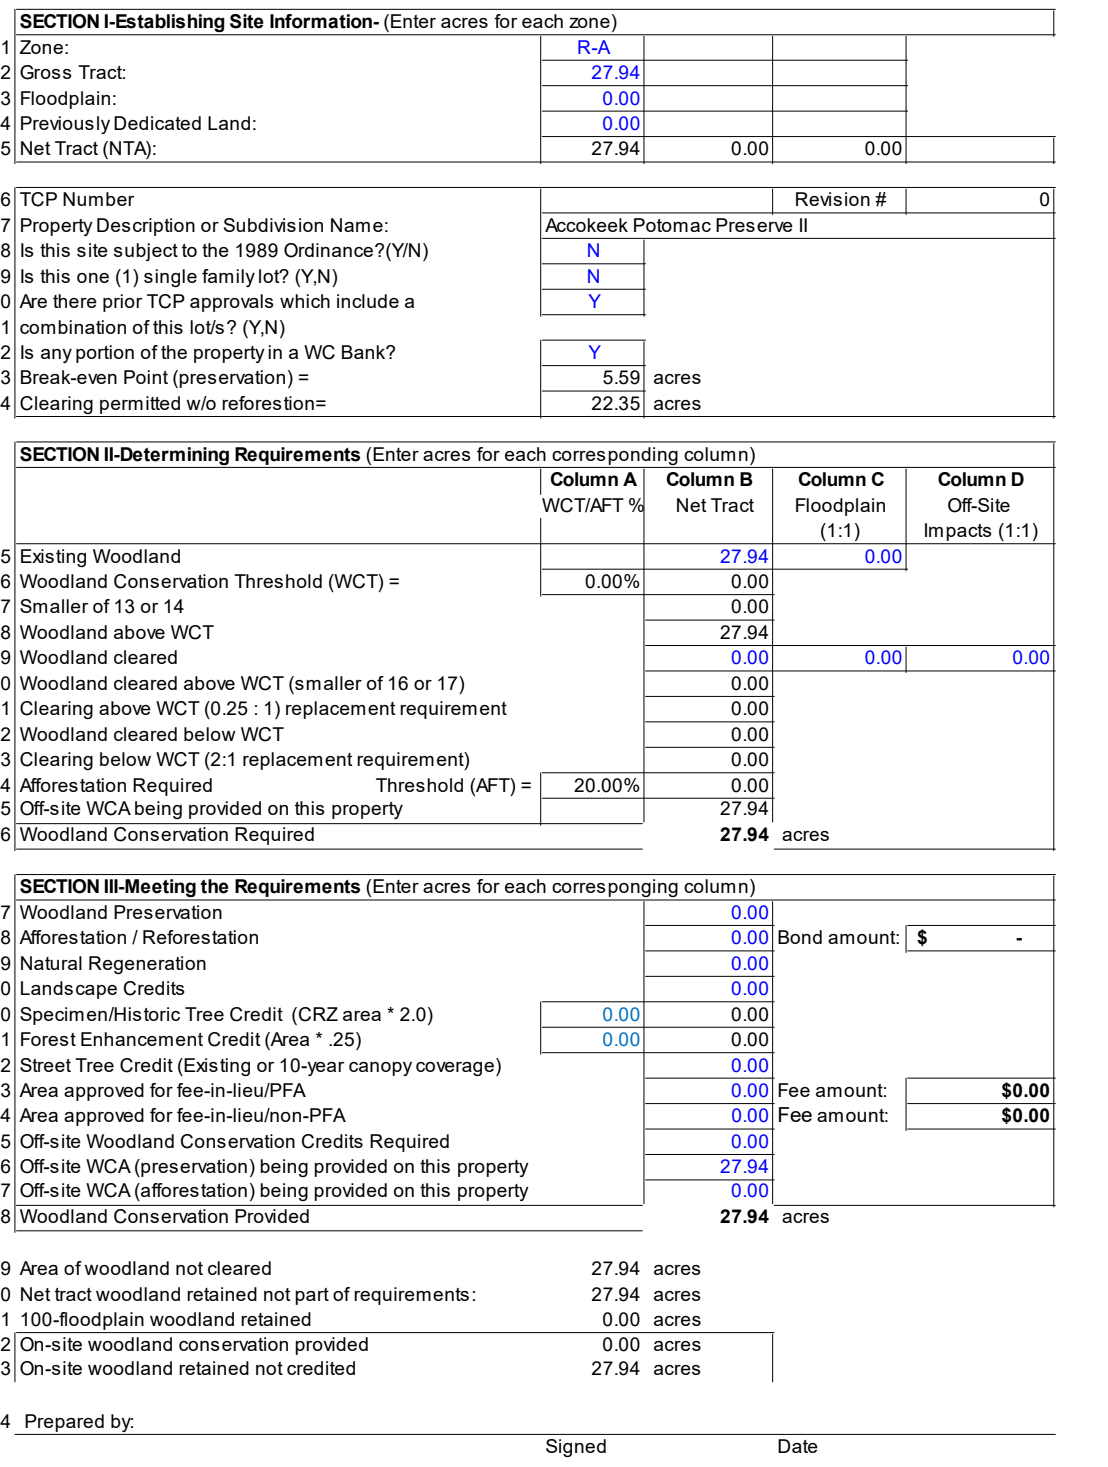 SECTION I-Establishing Site Information- (Enter acres for each zone)
1 Zone: R-A
2 Gross Tract: 27.94
3 Floodplain: 0.00
4 Previously Dedicated Land: 0.00
5 Net Tract (NTA): 27.94 0.00 0.00
6 TCP Number Revision # 0
7 Property Description or Subdivision Name: Accokeek Potomac Preserve II
8 Is this site subject to the 1989 Ordinance?(Y/N) N
9 Is this one (1) single family lot? (Y,N) N
0 Are there prior TCP approvals which include a Y
1 combination of this lot/s? (Y,N)
2 Is any portion of the property in a WC Bank? Y
3 Break-even Point (preservation) = 5.59 acres
4 Clearing permitted w/o reforestion= 22.35 acres
SECTION II-Determining Requirements (Enter acres for each corresponding column)
Column A Column B Column C Column D
WCT/AFT % Net Tract Floodplain Off-Site
(1:1) Impacts (1:1)
5 Existing Woodland 27.94 0.00
6 Woodland Conservation Threshold (WCT) = 0.00% 0.00
7 Smaller of 13 or 14 0.00
8 Woodland above WCT 27.94
9 Woodland cleared 0.00 0.00 0.00
0 Woodland cleared above WCT (smaller of 16 or 17) 0.00
1 Clearing above WCT (0.25 : 1) replacement requirement 0.00
2 Woodland cleared below WCT 0.00
3 Clearing below WCT (2:1 replacement requirement) 0.00
4 Afforestation Required Threshold (AFT) = 20.00% 0.00
5 Off-site WCA being provided on this property 27.94
6 Woodland Conservation Required 27.94 acres
SECTION III-Meeting the Requirements (Enter acres for each corresponging column)
7 Woodland Preservation 0.00
8 Afforestation / Reforestation 0.00 Bond amount: $ -
9 Natural Regeneration 0.00
0 Landscape Credits 0.00
0 Specimen/Historic Tree Credit (CRZ area * 2.0) 0.00 0.00
1 Forest Enhancement Credit (Area * .25) 0.00 0.00
2 Street Tree Credit (Existing or 10-year canopy coverage) 0.00
3 Area approved for fee-in-lieu/PFA 0.00 Fee amount: $0.00
4 Area approved for fee-in-lieu/non-PFA 0.00 Fee amount: $0.00
5 Off-site Woodland Conservation Credits Required 0.00
6 Off-site WCA (preservation) being provided on this property 27.94
7 Off-site WCA (afforestation) being provided on this property 0.00
8 Woodland Conservation Provided 27.94 acres
9 Area of woodland not cleared 27.94 acres
0 Net tract woodland retained not part of requirements: 27.94 acres
1 100-floodplain woodland retained 0.00 acres
2 On-site woodland conservation provided 0.00 acres
3 On-site woodland retained not credited 27.94 acres
4 Prepared by:
Signed Date